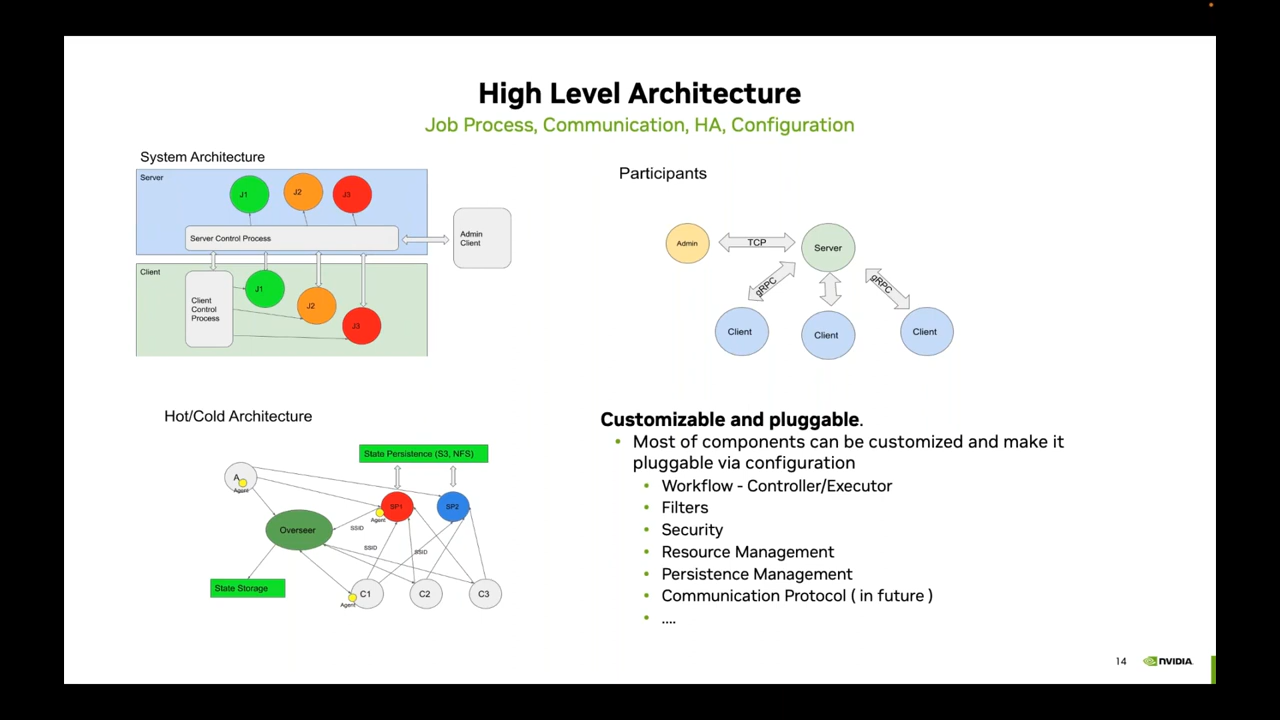 High Level Architecture
Job Process, Communication, HA, Configuration
System Architecture
Server
J1
J2
J3
Server Control Process
Admin
Client
Client
Client
Control
Process
J1
J2
J3
Participants
Admin
TCP
Server
gRPC
gRPC
Client
Client
Client
Hot/Cold Architecture
State Persistence (S3, NFS)
A
Agent
SP1
SP2
Agent
Overseer
SSID
SSID
SSID
State Storage
C1
C2
C3
Agent
Customizable and pluggable.
• Most of components can be customized and make it
pluggable via configuration
• Workflow - Controller/Executor
• Filters
• Security
• Resource Management
• Persistence Management
• Communication Protocol ( in future )
• ....
14
NVIDIA